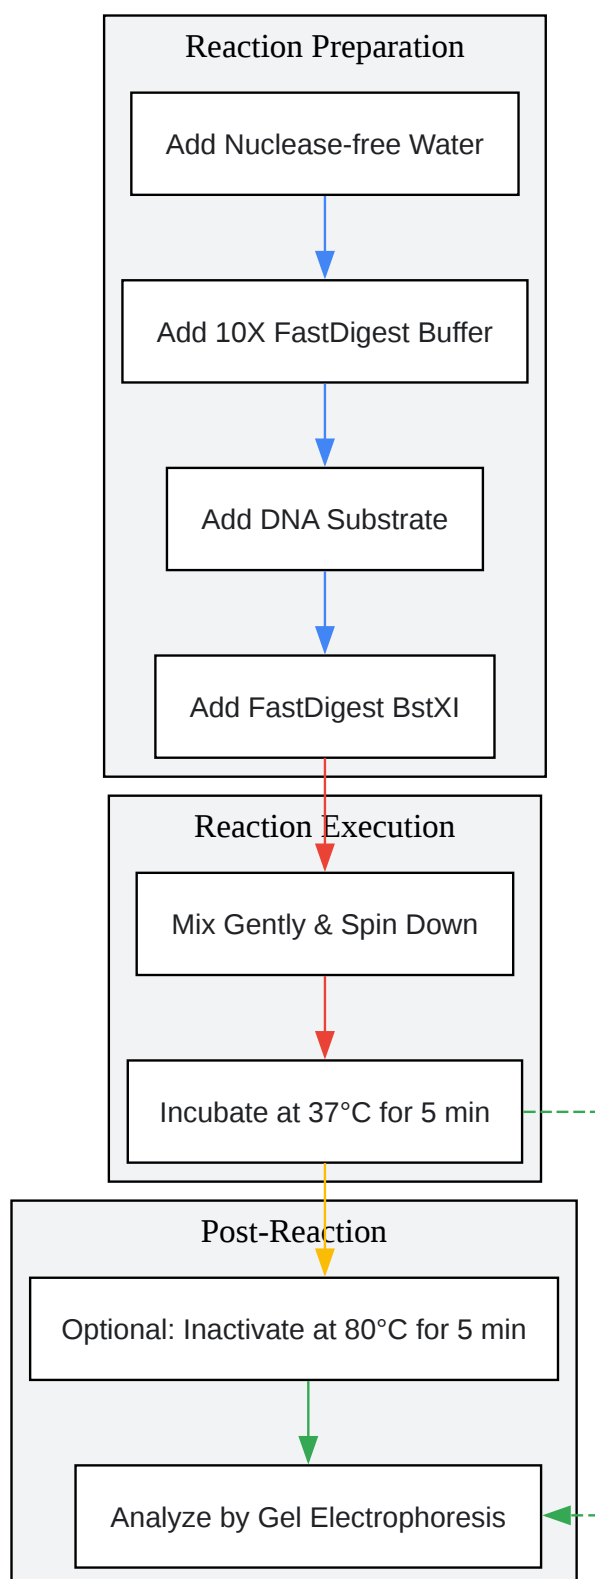 Reaction Preparation
Add Nuclease-free Water
Add 10X FastDigest Buffer
Add DNA Substrate
Add FastDigest BstXI
Reaction Execution
Mix Gently & Spin Down
Incubate at 37°C for 5 min
Post-Reaction
Optional: Inactivate at 80°C for 5 min
Analyze by Gel Electrophoresis